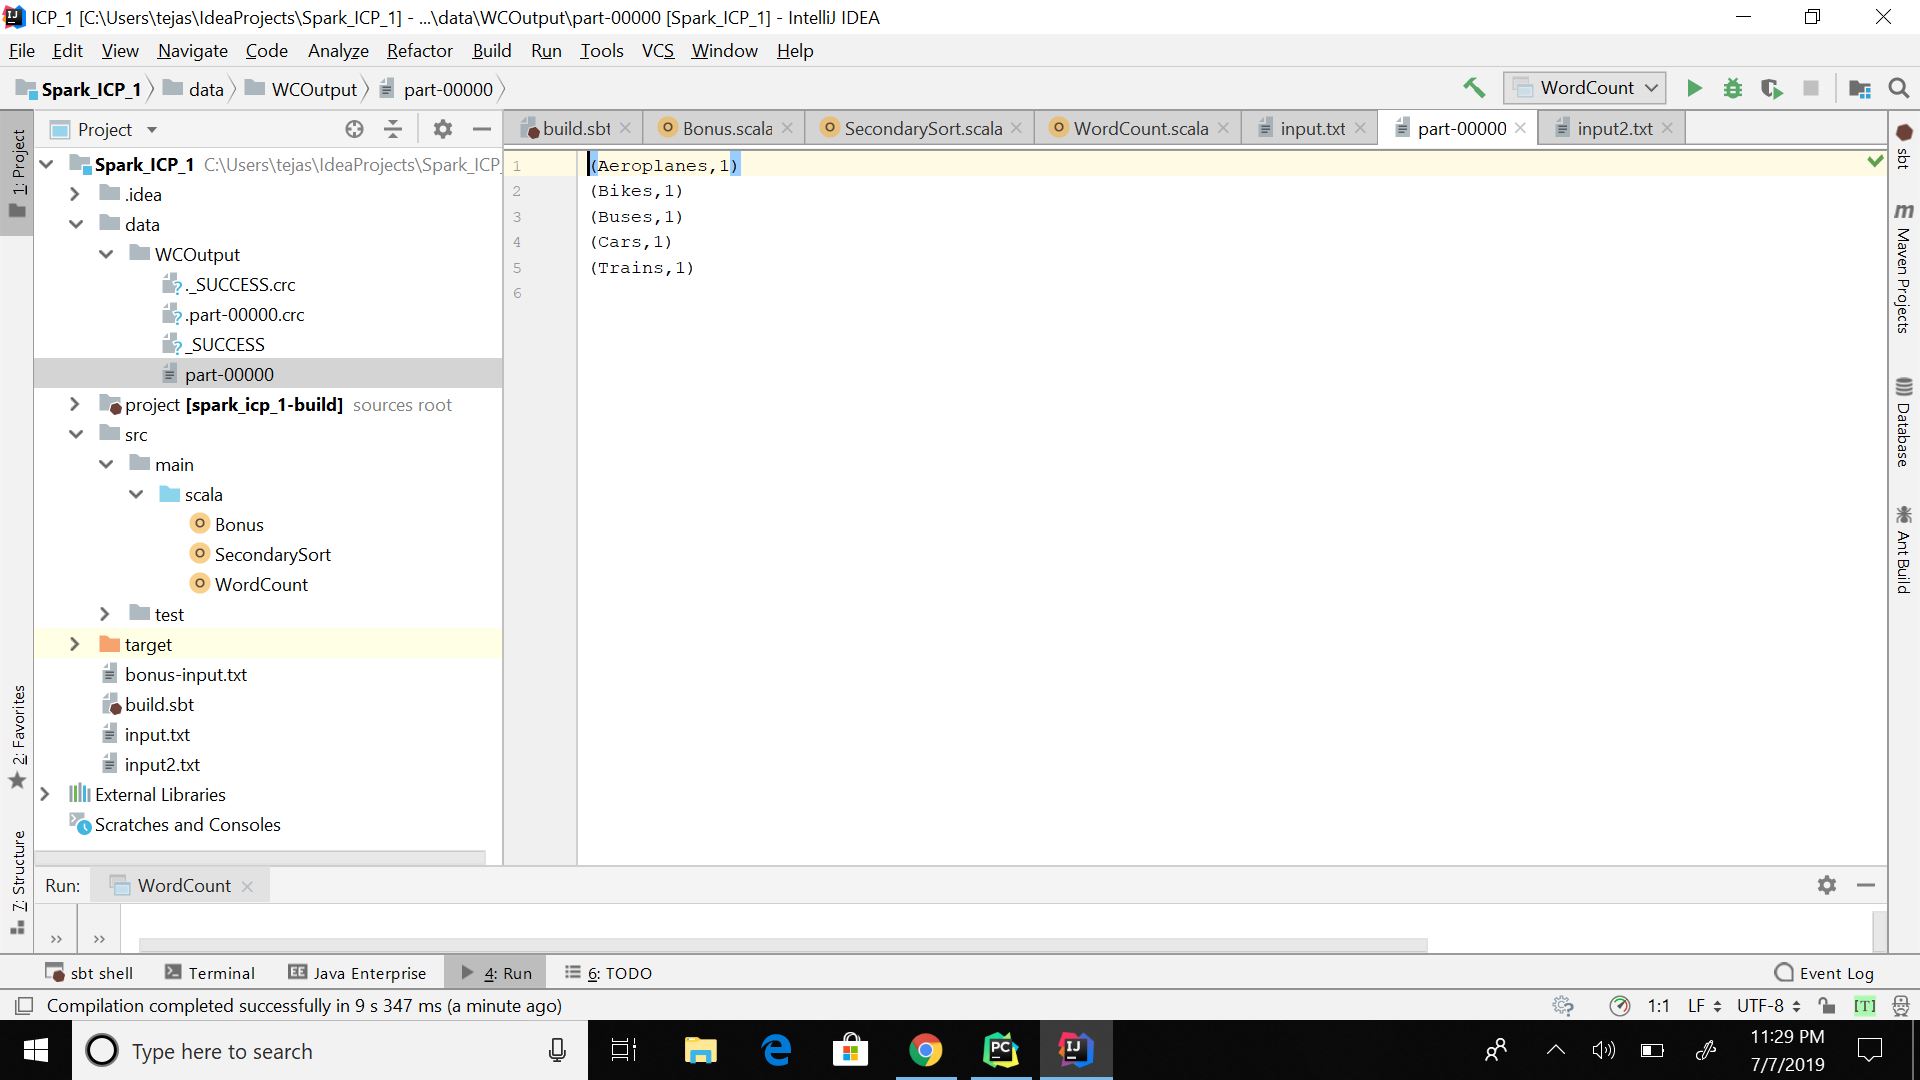 ICP_1 [C:\Users\tejas\IdeaProjects\Spark_ICP_1] - ...\data\WCOutput\part-00000 [Spark_ICP_1] - IntelliJ IDEA
File Edit View Navigate Code Analyze Refactor Build Run Tools VCS Window Help
Spark_ICP_1 data WCOutput part-00000 WordCount
Project build.sbt Bonus.scala SecondarySort.scala WordCount.scala input.txt part-00000 input2.txt
1: Project
2: Favorites
7: Structure
Spark_ICP_1 C:\Users\tejas\IdeaProjects\Spark_ICP
.idea
data
WCOutput
._SUCCESS.crc
.part-00000.crc
_SUCCESS
part-00000
project [spark_icp_1-build] sources root
src
main
scala
Bonus
SecondarySort
WordCount
test
target
bonus-input.txt
build.sbt
input.txt
input2.txt
External Libraries
Scratches and Consoles
1 (Aeroplanes,1)
2 (Bikes,1)
3 (Buses,1)
4 (Cars,1)
5 (Trains,1)
6
sbt
m Maven Projects
Database
Ant Build
Run: WordCount
sbt shell Terminal Java Enterprise 4: Run 6: TODO Event Log
Compilation completed successfully in 9 s 347 ms (a minute ago) 1:1 LF UTF-8 [T]
Type here to search
11:29 PM
7/7/2019